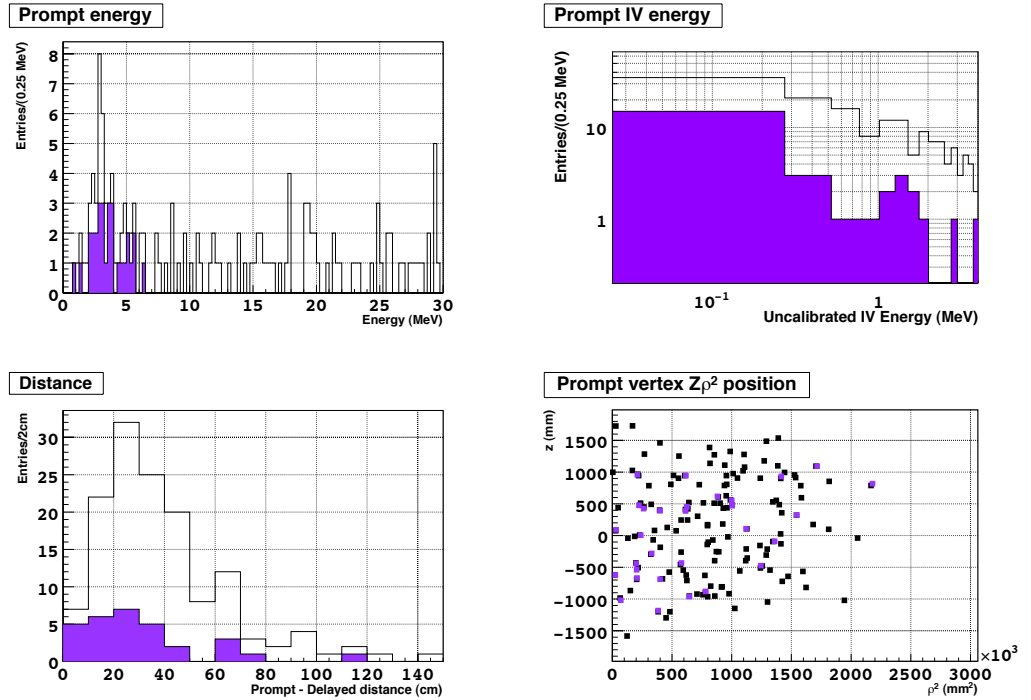 Prompt energy
Entries/(0.25 MeV)
8
7
6
5
4
3
2
1
0
0 5 10 15 20 25 30
Energy (MeV)
Prompt IV energy
Entries/(0.25 MeV)
10
1
10⁻¹ 1
Uncalibrated IV Energy (MeV)
Distance
Entries/2cm
30
25
20
15
10
5
0
0 20 40 60 80 100 120 140
Prompt - Delayed distance (cm)
Prompt vertex Zρ² position
z (mm)
1500
1000
500
0
−500
−1000
−1500
0 500 1000 1500 2000 2500 3000
×10³
ρ² (mm²)